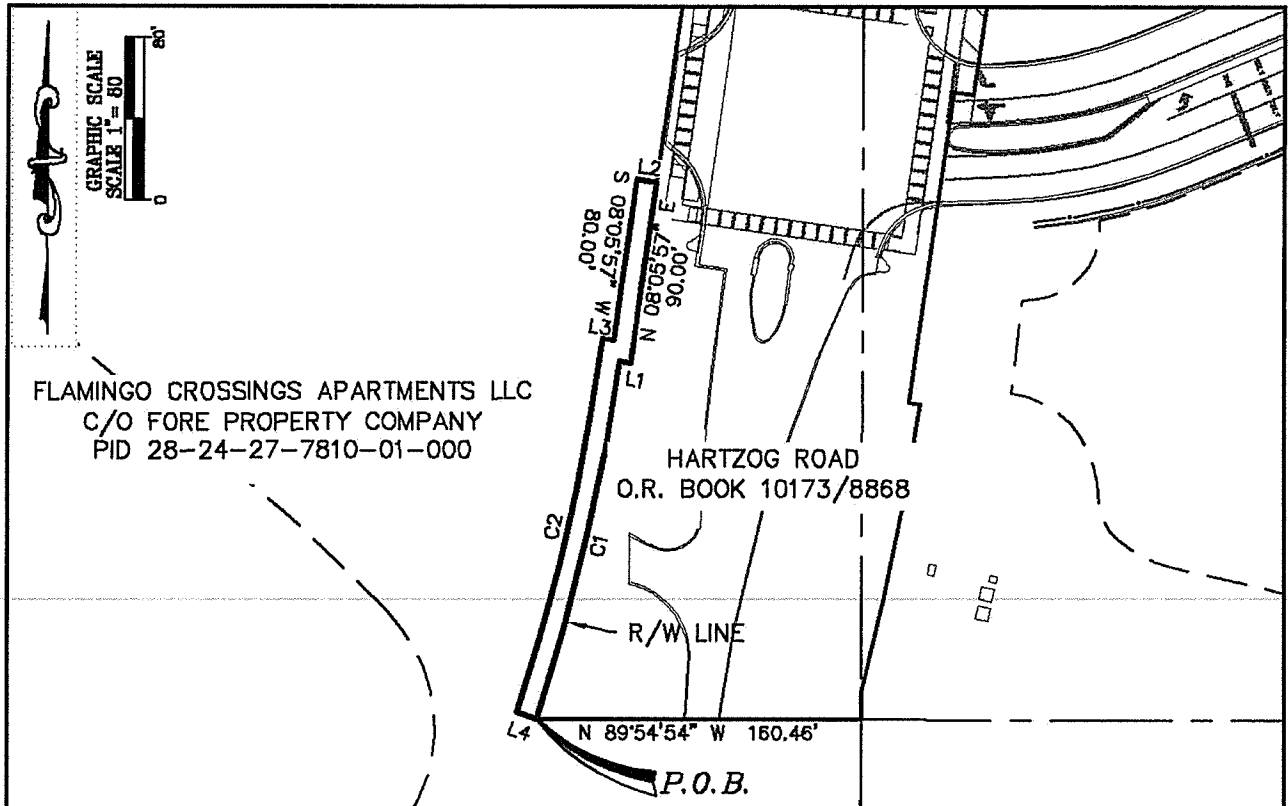 GRAPHIC SCALE
SCALE 1"= 80
0
80'
L2
S 08°05'57" W
80.00'
N 08°05'57" E
90.00'
L3
L1
FLAMINGO CROSSINGS APARTMENTS LLC
C/O FORE PROPERTY COMPANY
PID 28-24-27-7810-01-000
HARTZOG ROAD
O.R. BOOK 10173/8868
C2
C1
R/W LINE
L4
N 89°54'54" W 160.46'
P.O.B.